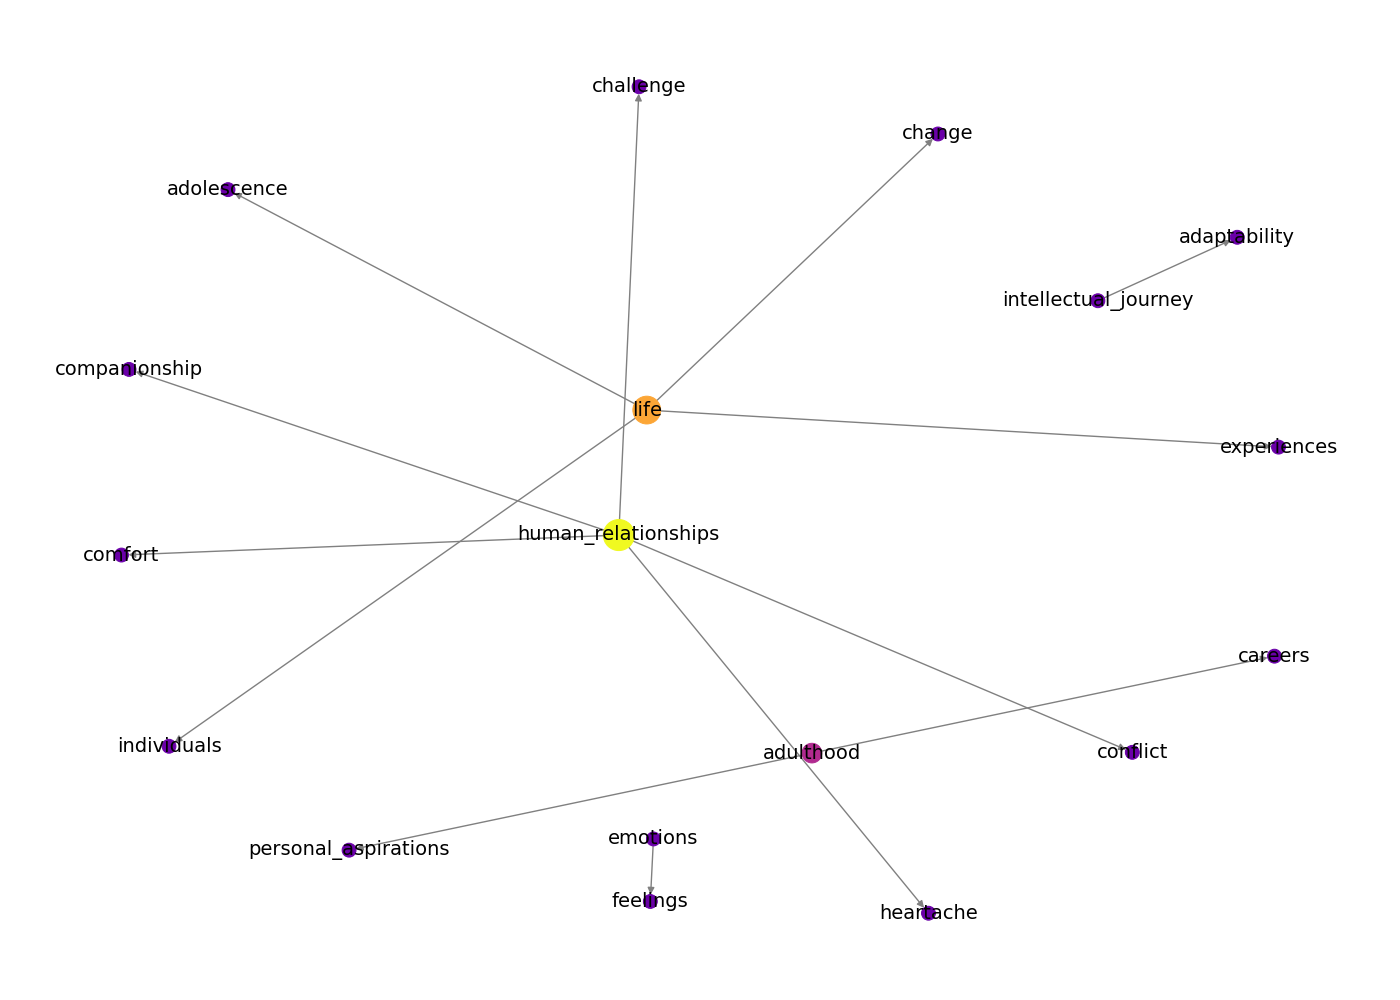 challenge
change
adolescence
adaptability
intellectual_journey
companionship
life
experiences
human_relationships
comfort
careers
individuals
adulthood
conflict
emotions
personal_aspirations
feelings
heartache